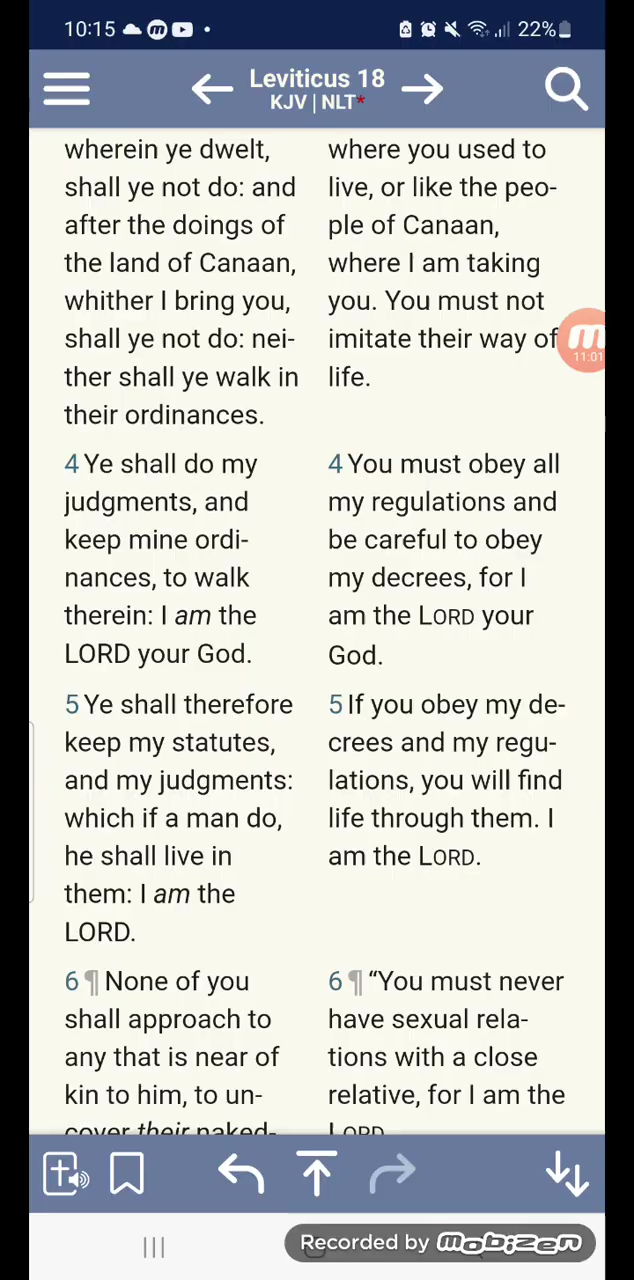 10:15
22%
Leviticus 18
KJV | NLT*
wherein ye dwelt,
shall ye not do: and
after the doings of
the land of Canaan,
whither I bring you,
shall ye not do: nei-
ther shall ye walk in
their ordinances.
4 Ye shall do my
judgments, and
keep mine ordi-
nances, to walk
therein: I am the
LORD your God.
5 Ye shall therefore
keep my statutes,
and my judgments:
which if a man do,
he shall live in
them: I am the
LORD.
6 ¶ None of you
shall approach to
any that is near of
kin to him, to un-
cover their naked-
where you used to
live, or like the peo-
ple of Canaan,
where I am taking
you. You must not
imitate their way of
life.
4 You must obey all
my regulations and
be careful to obey
my decrees, for I
am the LORD your
God.
5 If you obey my de-
crees and my regu-
lations, you will find
life through them. I
am the LORD.
6 ¶ “You must never
have sexual rela-
tions with a close
relative, for I am the
LORD
m
11:01
Recorded by mobizen